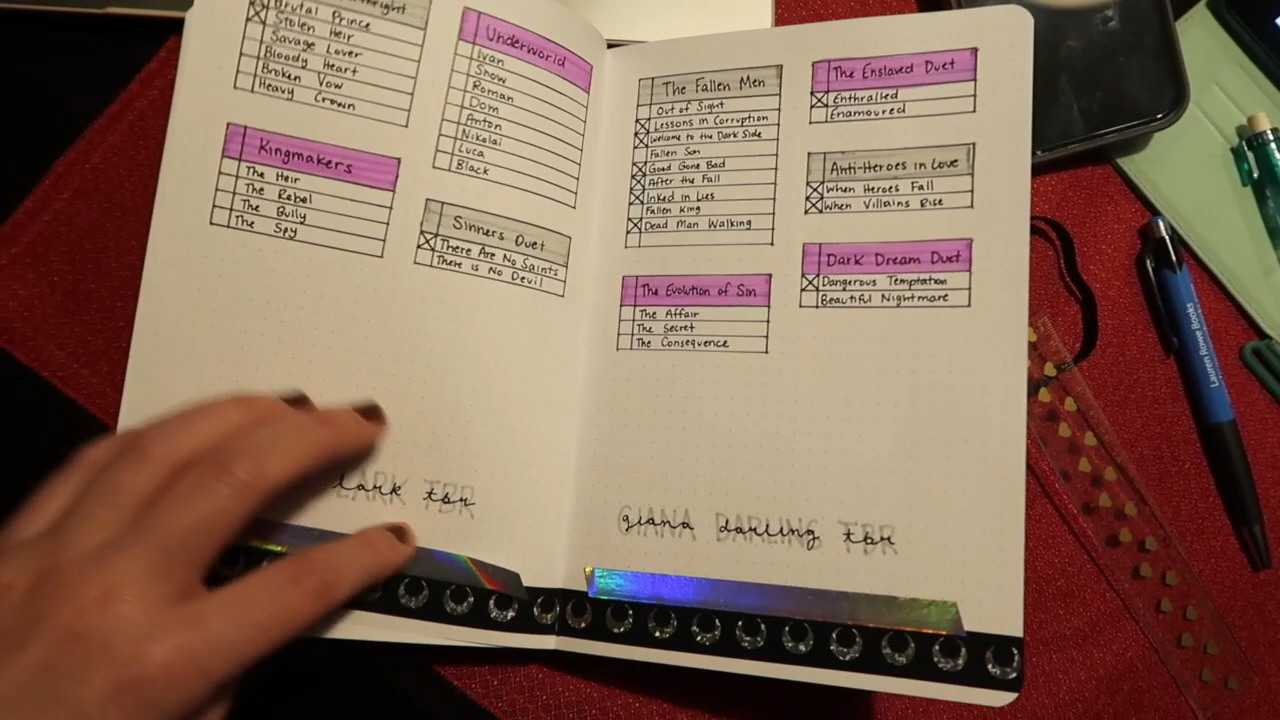 Brutal Prince
Stolen Heir
Savage Lover
Bloody Heart
Broken Vow
Heavy Crown
Kingmakers
The Heir
The Rebel
The Bully
The Spy
Underworld
Ivan
Snow
Roman
Dom
Anton
Nikolai
Luca
Black
Sinners Duet
There Are No Saints
There is No Devil
TBR
tbr
The Fallen Men
Out of Sight
Lessons in Corruption
Welcome to the Dark Side
Fallen Son
Good Gone Bad
After the Fall
Inked in Lies
Fallen King
Dead Man Walking
The Evolution of Sin
The Affair
The Secret
The Consequence
The Enslaved Duet
Enthralled
Enamoured
Anti-Heroes in Love
When Heroes Fall
When Villains Rise
Dark Dream Duet
Dangerous Temptation
Beautiful Nightmare
GIANA DARLING TBR
giana darling tbr
Lauren Rowe Books